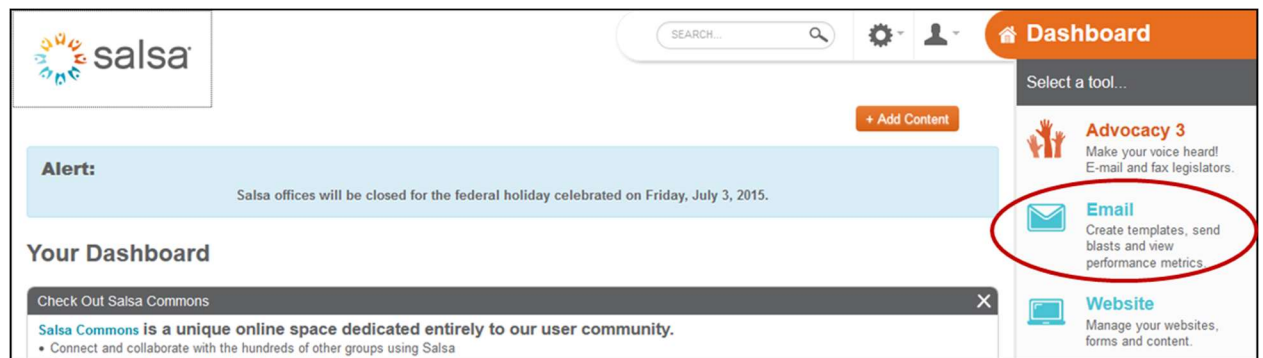 salsa
SEARCH...
Dashboard
Select a tool...
+ Add Content
Advocacy 3
Make your voice heard!
E-mail and fax legislators.
Alert:
Salsa offices will be closed for the federal holiday celebrated on Friday, July 3, 2015.
Email
Create templates, send
blasts and view
performance metrics.
Your Dashboard
Check Out Salsa Commons
Salsa Commons is a unique online space dedicated entirely to our user community.
• Connect and collaborate with the hundreds of other groups using Salsa
Website
Manage your websites,
forms and content.